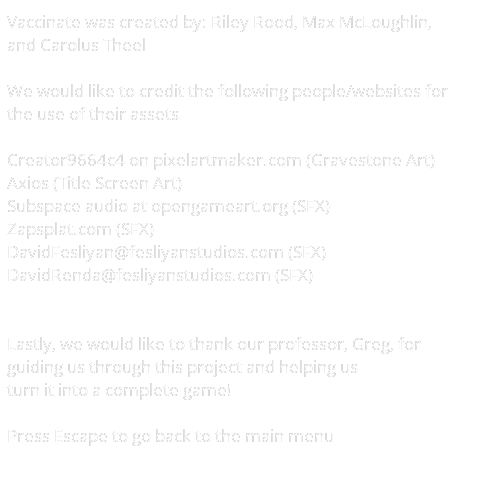 Vaccinate was created by: Riley Reed, Max McLoughlin,
and Carolus Theel
We would like to credit the following people/websites for
the use of their assets
Creator9664c4 on pixelartmaker.com (Gravestone Art)
Axios (Title Screen Art)
Subspace audio at opengameart.org (SFX)
Zapsplat.com (SFX)
DavidFesliyan@fesliyanstudios.com (SFX)
DavidRenda@fesliyanstudios.com (SFX)
Lastly, we would like to thank our professor, Greg, for
guiding us through this project and helping us
turn it into a complete game!
Press Escape to go back to the main menu